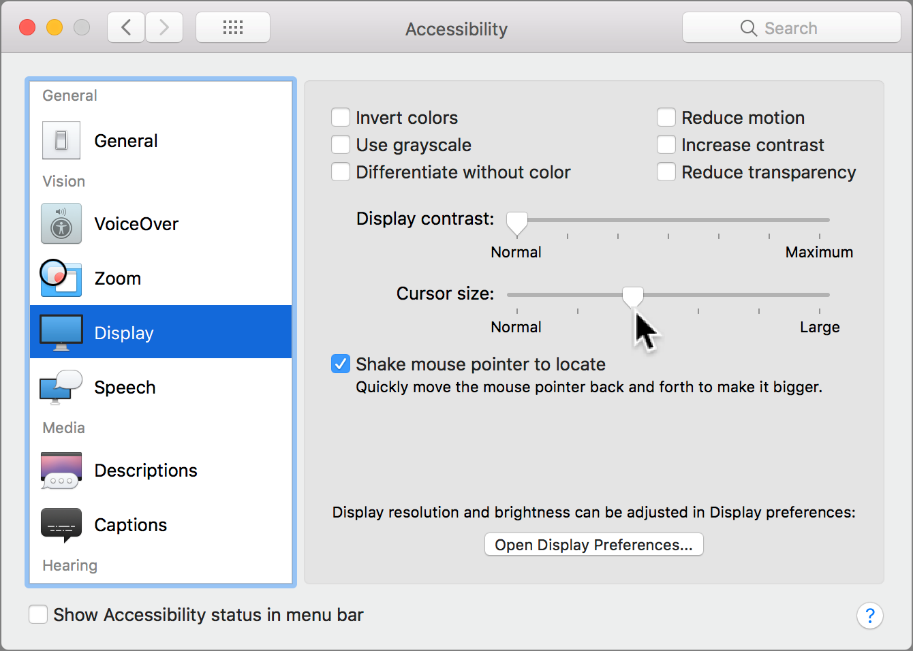 Accessibility
Search
General
General
Vision
VoiceOver
Zoom
Display
Speech
Media
Descriptions
Captions
Hearing
Invert colors
Use grayscale
Differentiate without color
Reduce motion
Increase contrast
Reduce transparency
Display contrast:
Normal Maximum
Cursor size:
Normal Large
Shake mouse pointer to locate
Quickly move the mouse pointer back and forth to make it bigger.
Display resolution and brightness can be adjusted in Display preferences:
Open Display Preferences...
Show Accessibility status in menu bar
?